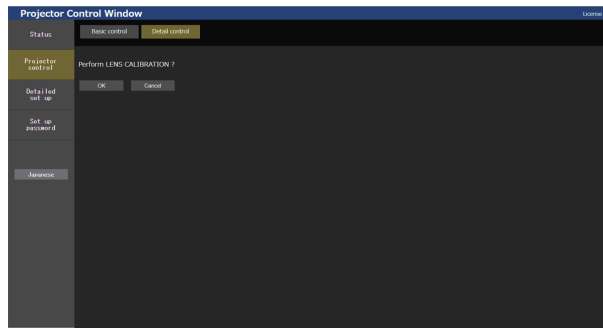 Projector Control Window
License
Status
Basic control
Detail control
Projector
control
Perform LENS CALIBRATION ?
OK
Cancel
Detailed
set up
Set up
password
Japanese